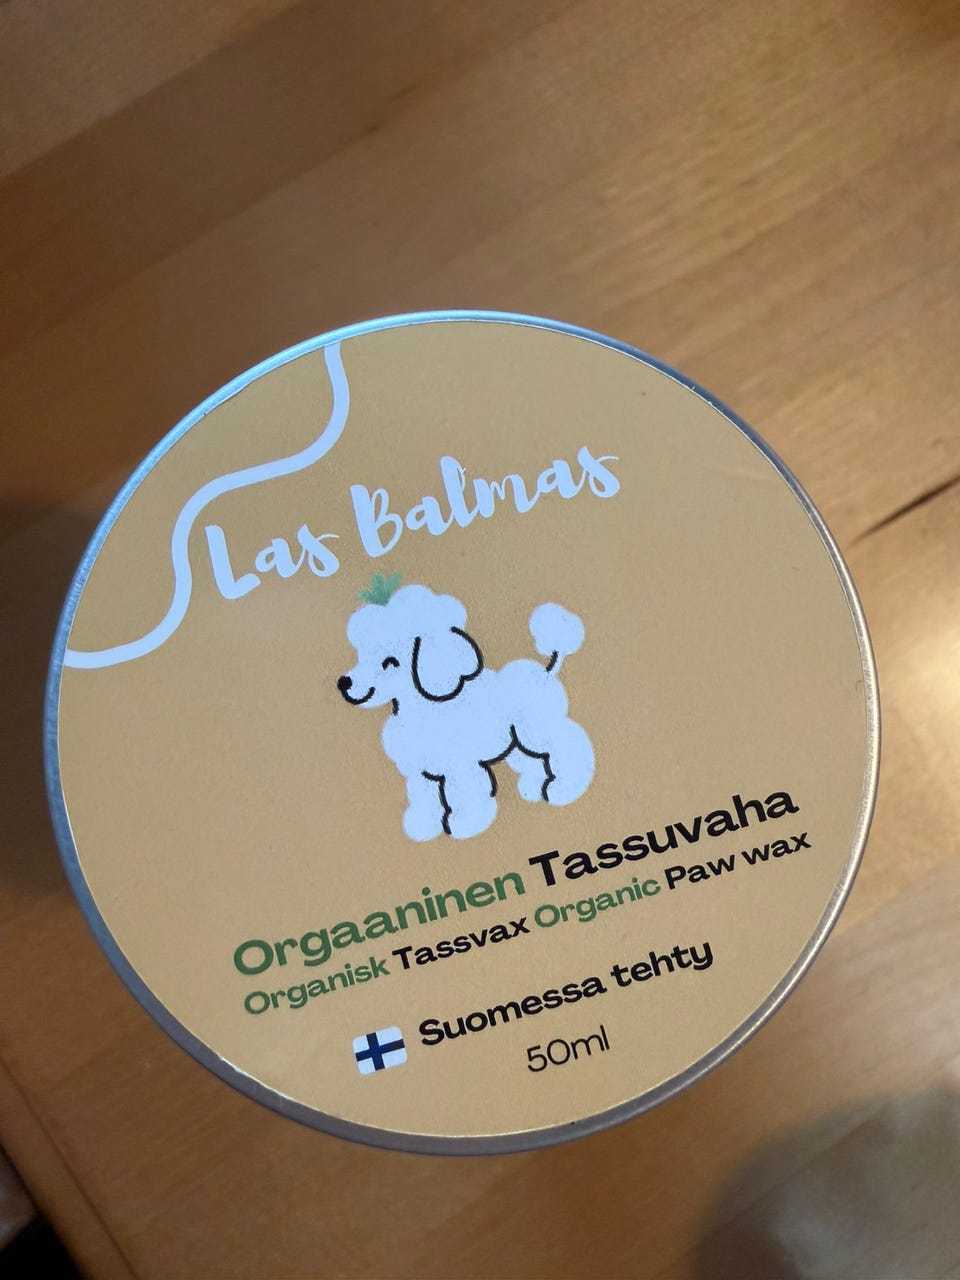 Las Balmas
Orgaaninen Tassuvaha
Organisk Tassvax Organic Paw wax
Suomessa tehty
50ml